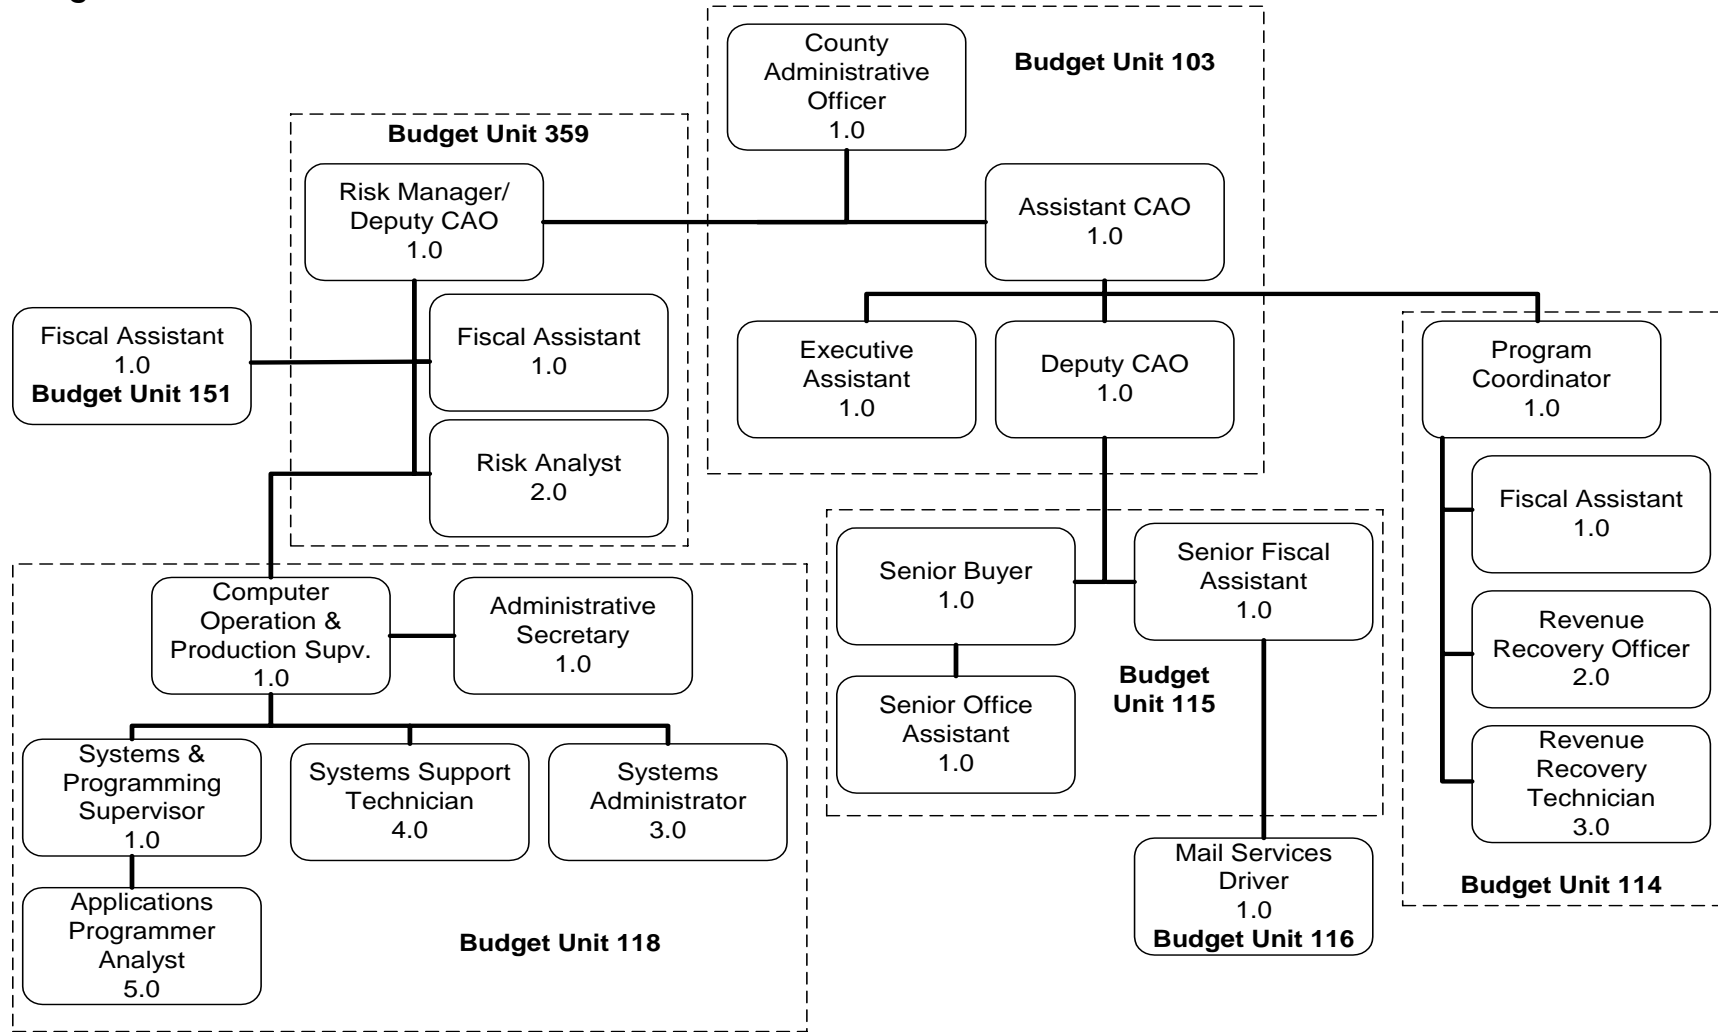 County
Administrative
Officer
1.0
Budget Unit 103
Budget Unit 359
Risk Manager/
Deputy CAO
1.0
Assistant CAO
1.0
Fiscal Assistant
1.0
Budget Unit 151
Fiscal Assistant
1.0
Executive
Assistant
1.0
Deputy CAO
1.0
Program
Coordinator
1.0
Risk Analyst
2.0
Fiscal Assistant
1.0
Senior Buyer
1.0
Senior Fiscal
Assistant
1.0
Computer
Operation &
Production Supv.
1.0
Administrative
Secretary
1.0
Revenue
Recovery Officer
2.0
Budget
Unit 115
Senior Office
Assistant
1.0
Systems &
Programming
Supervisor
1.0
Systems Support
Technician
4.0
Systems
Administrator
3.0
Revenue
Recovery
Technician
3.0
Mail Services
Driver
1.0
Budget Unit 116
Budget Unit 114
Applications
Programmer
Analyst
5.0
Budget Unit 118